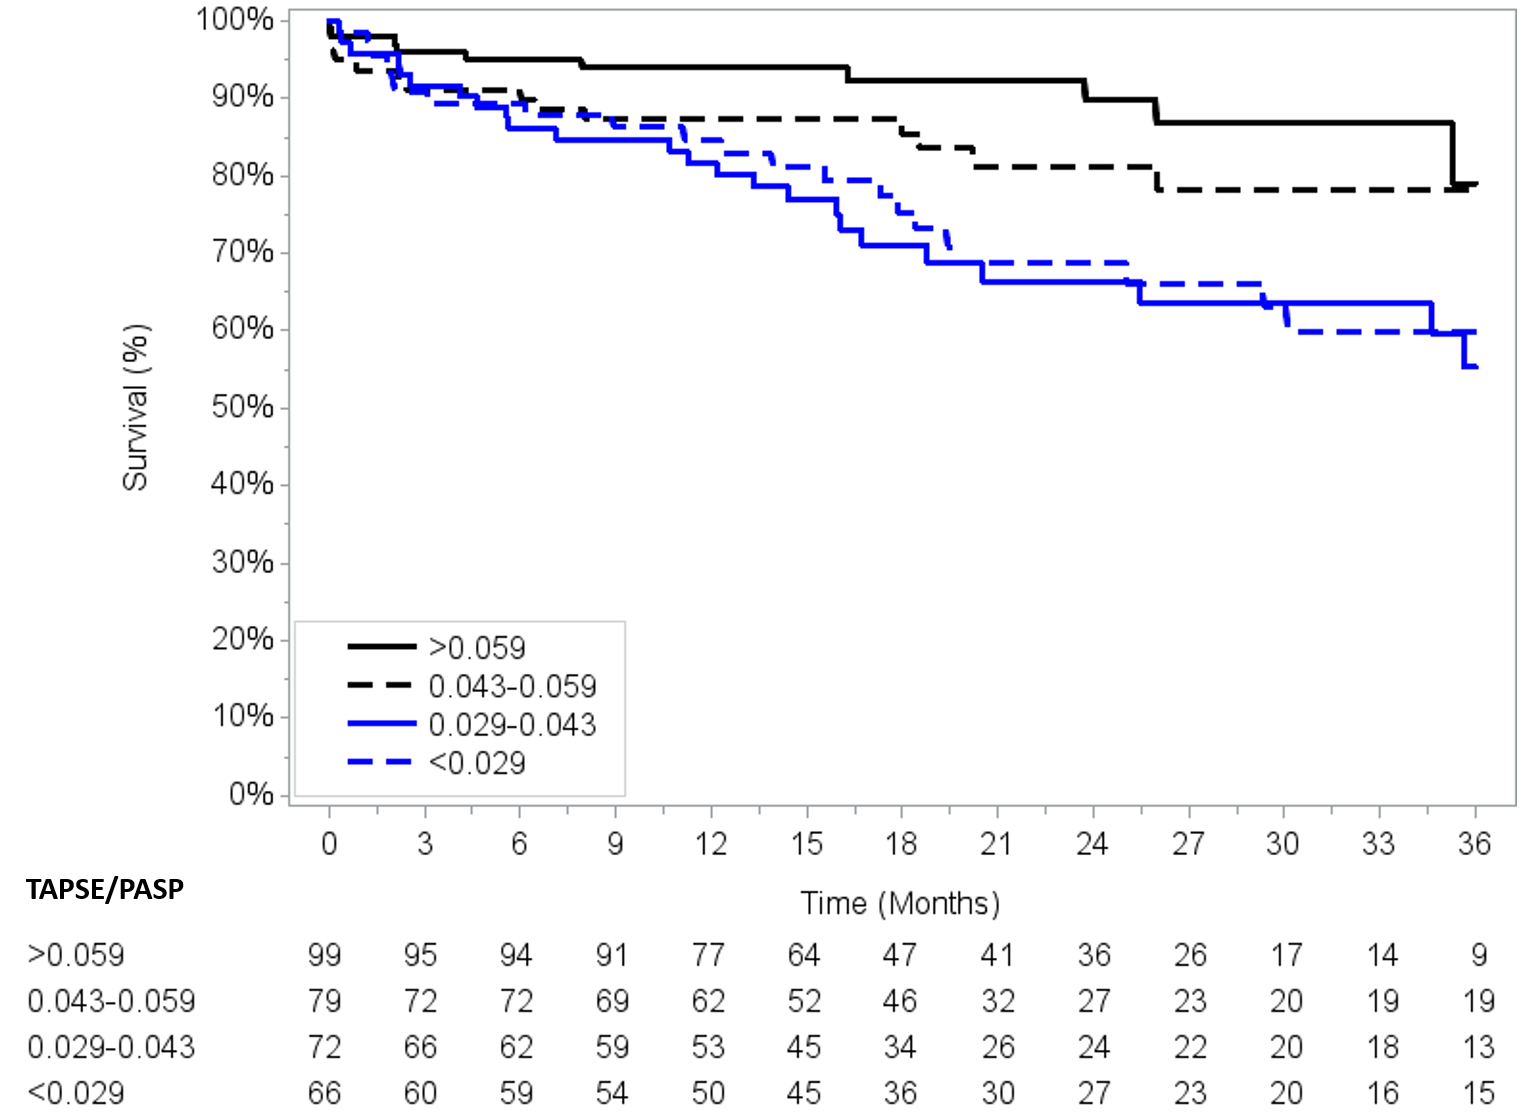 100%
90%
80%
70%
60%
50%
40%
30%
20%
10%
0%
Survival (%)
>0.059
0.043-0.059
0.029-0.043
<0.029
0 3 6 9 12 15 18 21 24 27 30 33 36
Time (Months)
TAPSE/PASP
>0.059 99 95 94 91 77 64 47 41 36 26 17 14 9
0.043-0.059 79 72 72 69 62 52 46 32 27 23 20 19 19
0.029-0.043 72 66 62 59 53 45 34 26 24 22 20 18 13
<0.029 66 60 59 54 50 45 36 30 27 23 20 16 15